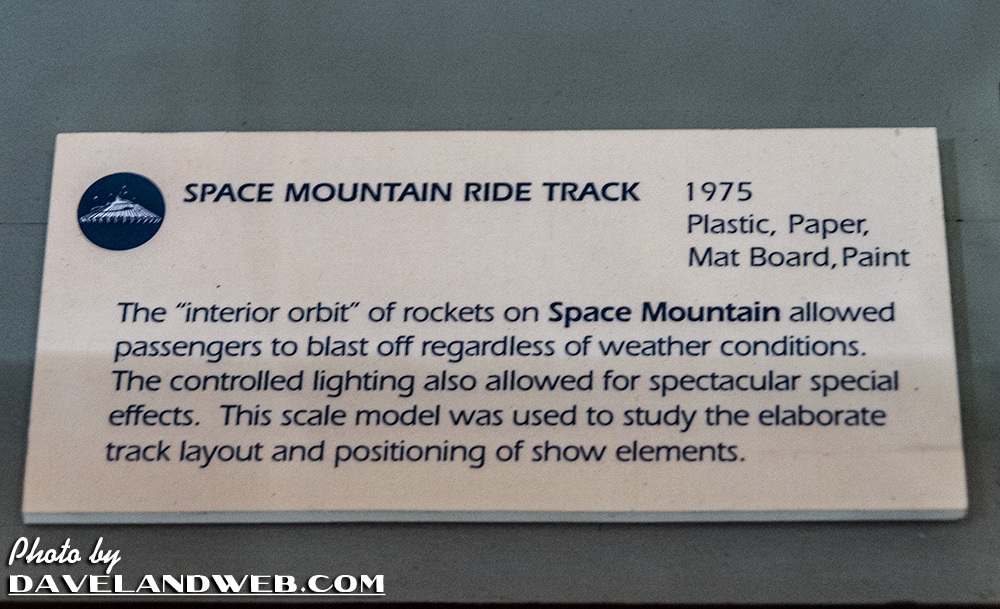 SPACE MOUNTAIN RIDE TRACK 1975
Plastic, Paper,
Mat Board, Paint
The “interior orbit” of rockets on Space Mountain allowed
passengers to blast off regardless of weather conditions.
The controlled lighting also allowed for spectacular special
effects. This scale model was used to study the elaborate
track layout and positioning of show elements.
Photo by
DAVELANDWEB.COM